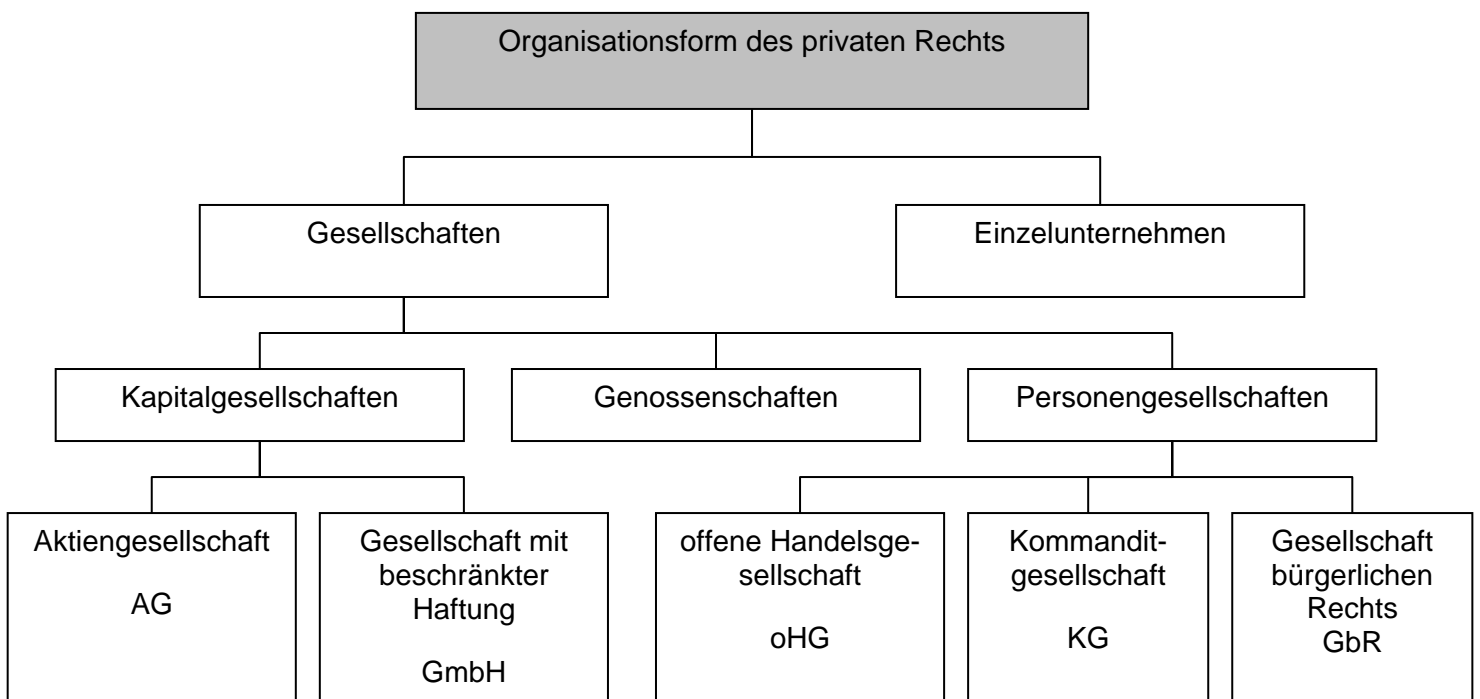 Organisationsform des privaten Rechts
Gesellschaften
Einzelunternehmen
Kapitalgesellschaften
Genossenschaften
Personengesellschaften
Aktiengesellschaft
AG
Gesellschaft mit
beschränkter
Haftung
GmbH
offene Handelsge-
sellschaft
oHG
Kommandit-
gesellschaft
KG
Gesellschaft
bürgerlichen
Rechts
GbR